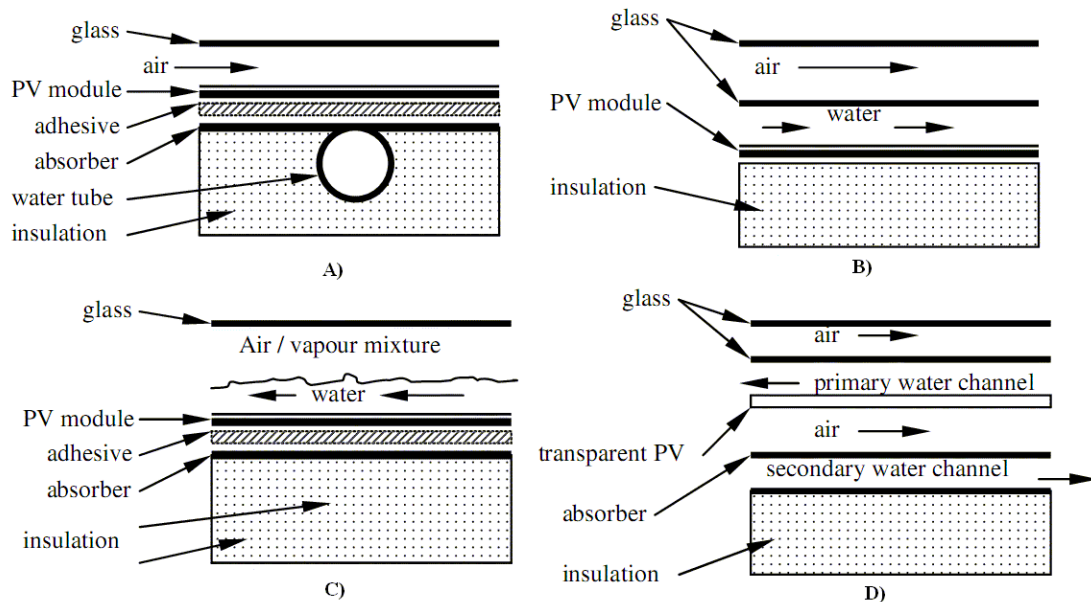 glass
air
PV module
adhesive
absorber
water tube
insulation
A)
glass
air
PV module
water
insulation
B)
glass
Air / vapour mixture
water
PV module
adhesive
absorber
insulation
C)
glass
air
primary water channel
air
transparent PV
secondary water channel
absorber
insulation
D)